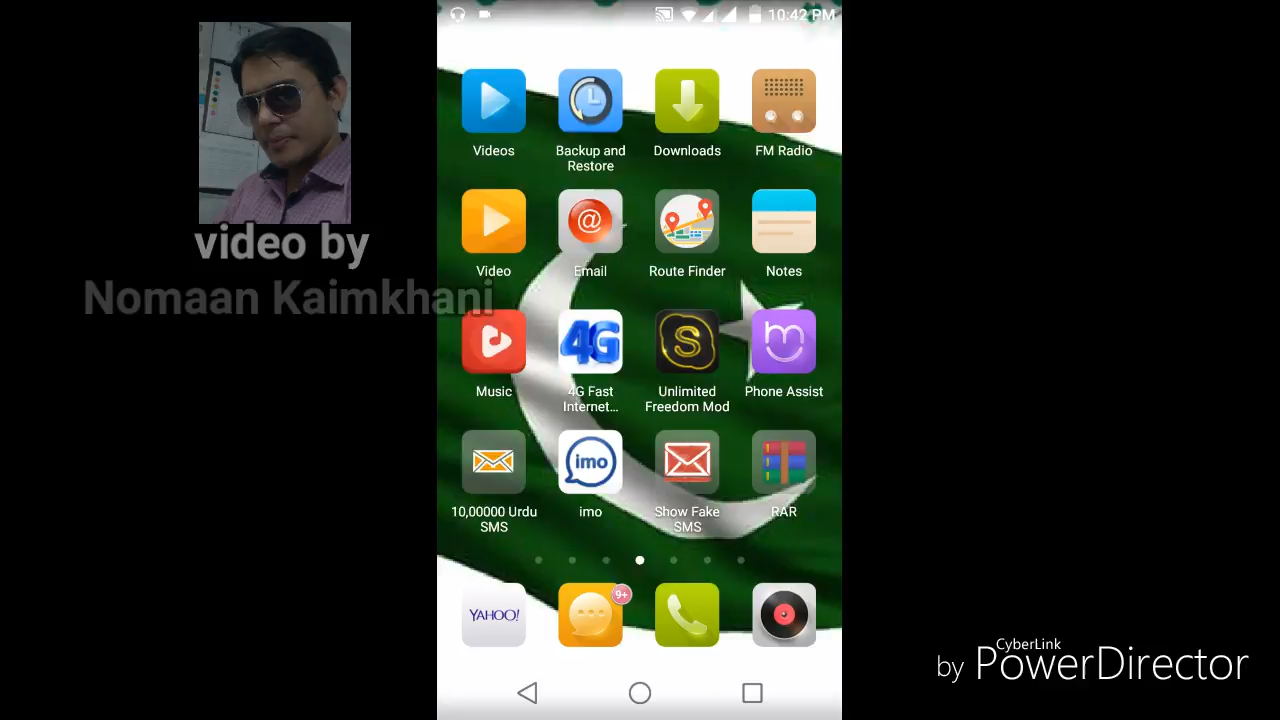 10:42 PM
video by
Nomaan Kaimkhani
Videos
Backup and
Restore
Downloads
FM Radio
Video
@
Email
Route Finder
Notes
Music
4G
4G Fast
Internet...
S
Unlimited
Freedom Mod
m
Phone Assist
10,00000 Urdu
SMS
imo
imo
Show Fake
SMS
RAR
YAHOO!
9+
CyberLink
by PowerDirector